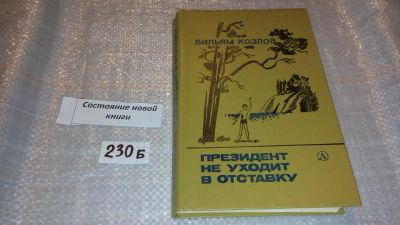 ВИЛЬЯМ КОЗЛОВ
Состояние новой
книги
230 Б
ПРЕЗИДЕНТ
НЕ УХОДИТ
В ОТСТАВКУ